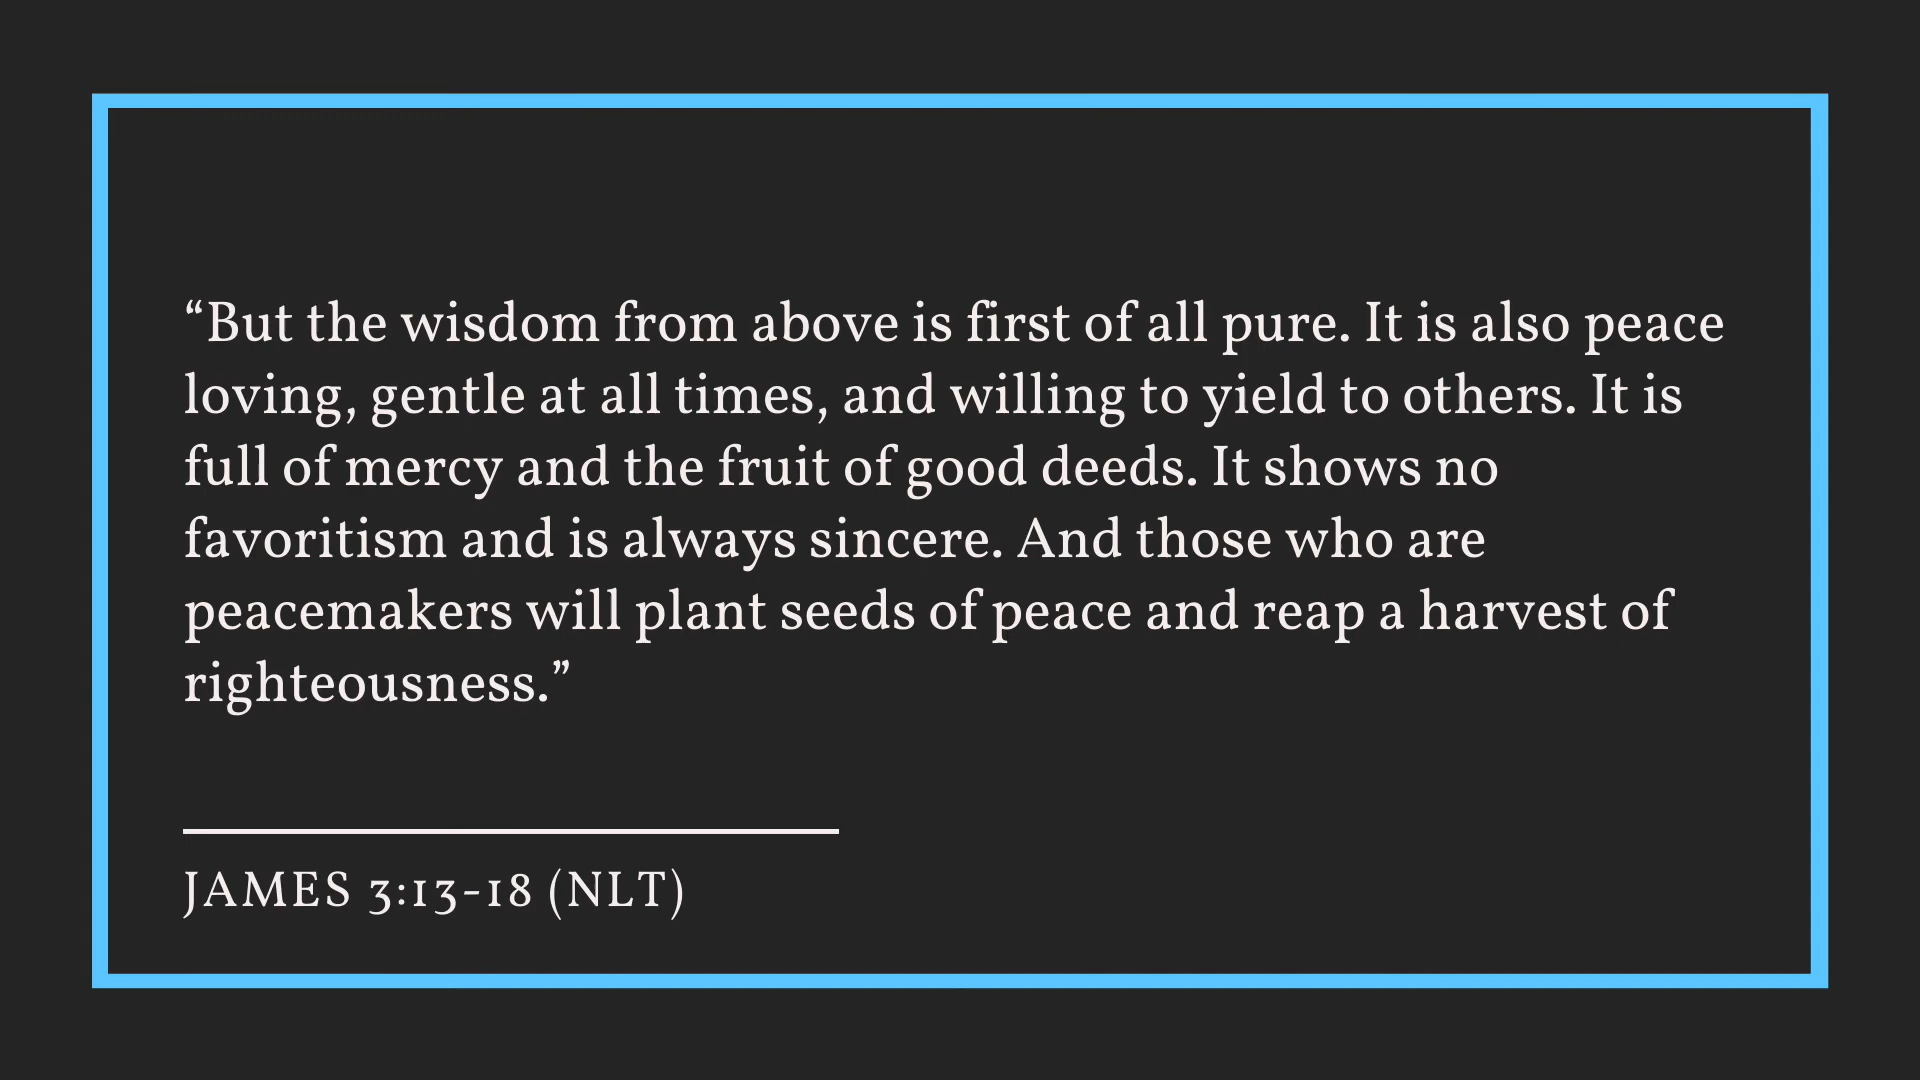 “But the wisdom from above is first of all pure. It is also peace
loving, gentle at all times, and willing to yield to others. It is
full of mercy and the fruit of good deeds. It shows no
favoritism and is always sincere. And those who are
peacemakers will plant seeds of peace and reap a harvest of
righteousness.”
JAMES 3:13-18 (NLT)